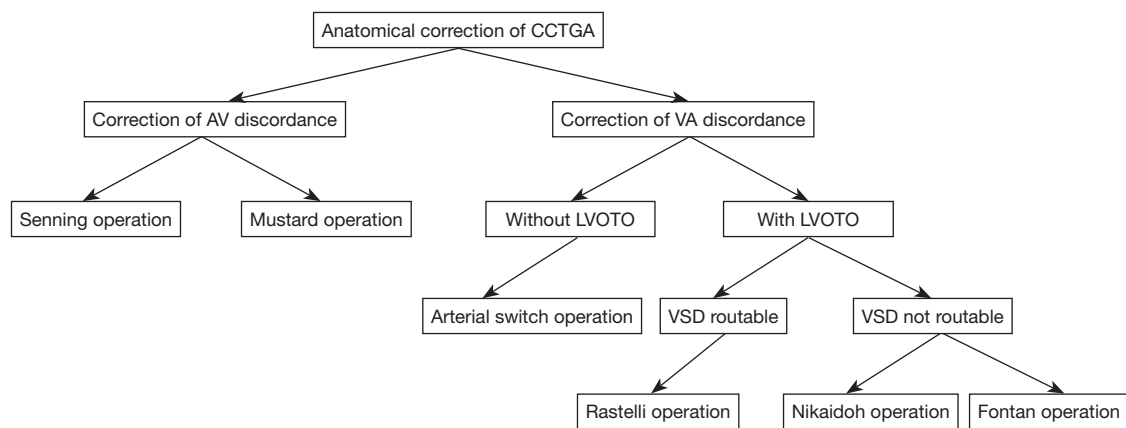 Anatomical correction of CCTGA
Correction of AV discordance
Correction of VA discordance
Senning operation
Mustard operation
Without LVOTO
With LVOTO
Arterial switch operation
VSD routable
VSD not routable
Rastelli operation
Nikaidoh operation
Fontan operation